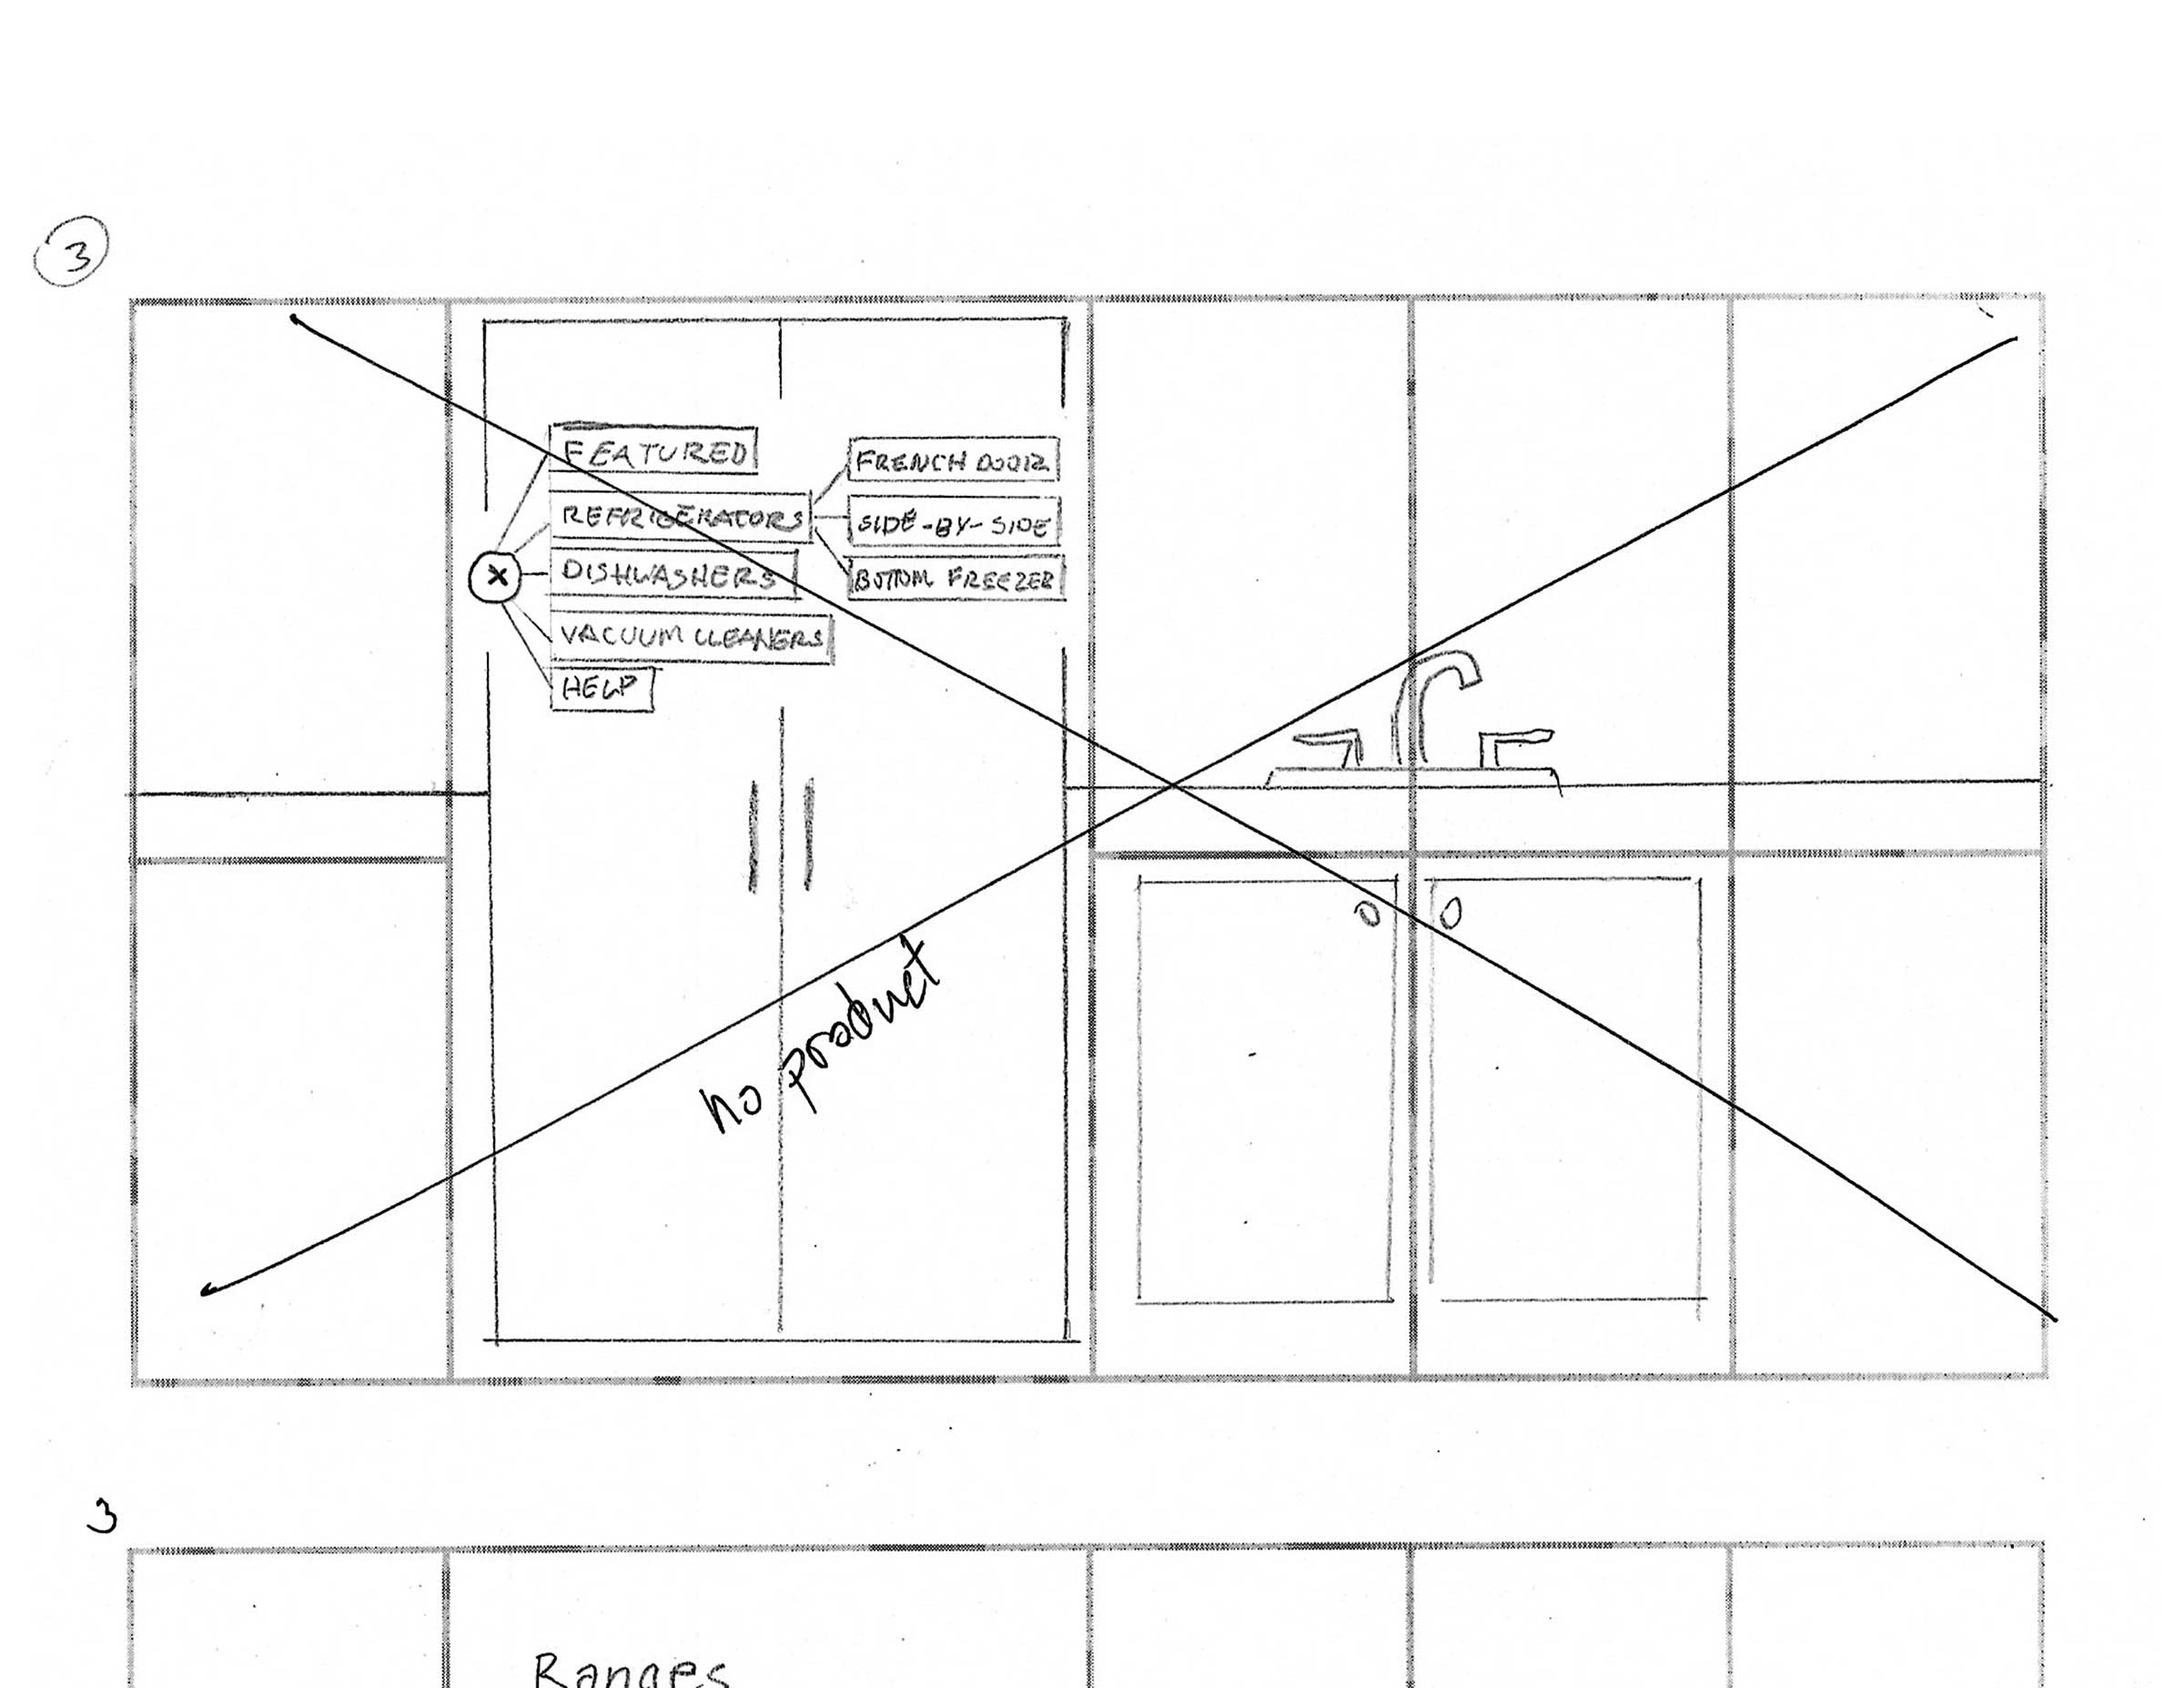 3
FEATURED
REFRIGERATORS
DISHWASHERS
VACUUM CLEANERS
HELP
FRENCH DOOR
SIDE-BY-SIDE
BOTTOM FREEZER
x
no product
3
Ranges